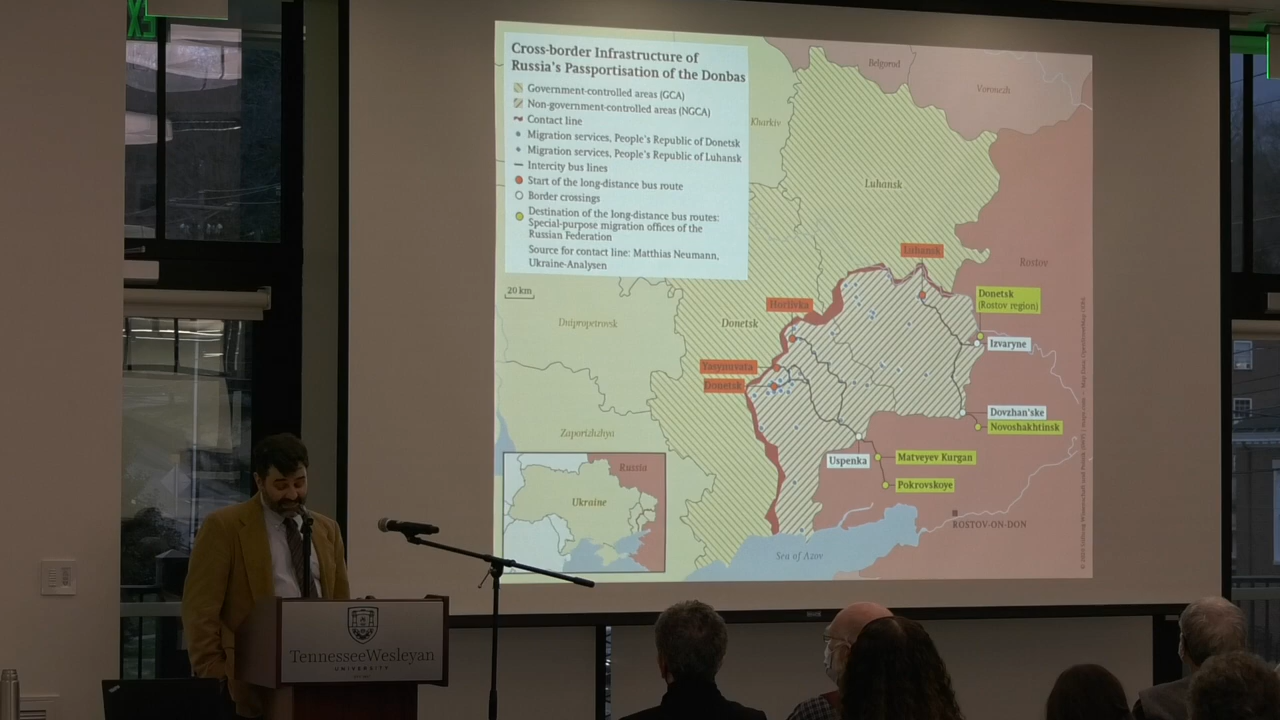 Cross-border Infrastructure of
Russia's Passportisation of the Donbas
Government-controlled areas (GCA)
Non-government-controlled areas (NGCA)
Contact line
Migration services, People's Republic of Donetsk
Migration services, People's Republic of Luhansk
Intercity bus lines
Start of the long-distance bus route
Border crossings
Destination of the long-distance bus routes:
Special-purpose migration offices of the
Russian Federation
Source for contact line: Matthias Neumann,
Ukraine-Analysen
20 km
Belgorod
Voronezh
Kharkiv
Luhansk
Rostov
Luhansk
Donetsk
(Rostov region)
Horlivka
Dnipropetrovsk
Donetsk
Izvaryne
Yasynuvata
Donetsk
Dovzhan'ske
Novoshakhtinsk
Zaporizhzhya
Uspenka
Matveyev Kurgan
Pokrovskoye
Russia
Ukraine
ROSTOV-ON-DON
Sea of Azov
TennesseeWesleyan
UNIVERSITY